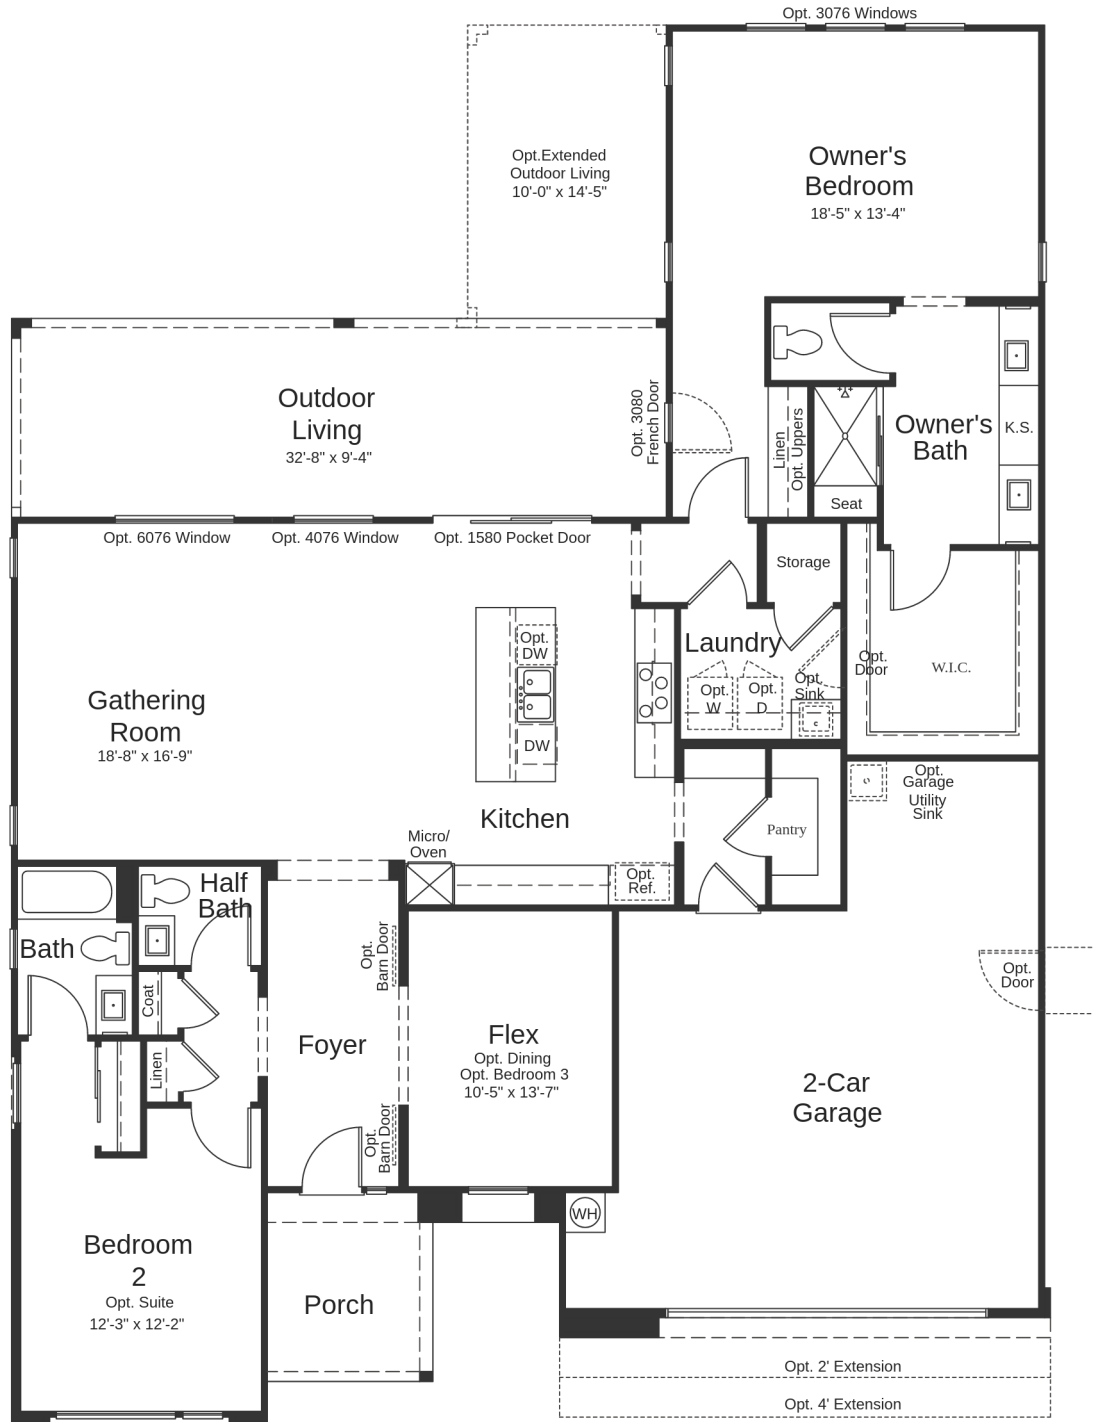 Opt. 3076 Windows
Opt.Extended
Outdoor Living
10'-0" x 14'-5"
Owner's
Bedroom
18'-5" x 13'-4"
Outdoor
Living
32'-8" x 9'-4"
Opt. 3080
French Door
Linen
Opt. Uppers
Owner's
Bath
K.S.
Seat
Opt. 6076 Window
Opt. 4076 Window
Opt. 1580 Pocket Door
Storage
Opt.
DW
Laundry
Opt.
Door
W.I.C.
Opt.
W
Opt.
D
Opt.
Sink
c
Gathering
Room
18'-8" x 16'-9"
DW
Kitchen
Opt.
Garage
Utility
Sink
c
Pantry
Micro/
Oven
Opt.
Ref.
Half
Bath
Bath
Opt.
Barn Door
Coat
Linen
Foyer
Flex
Opt. Dining
Opt. Bedroom 3
10'-5" x 13'-7"
Opt.
Door
2-Car
Garage
Opt.
Barn Door
WH
Bedroom
2
Opt. Suite
12'-3" x 12'-2"
Porch
Opt. 2' Extension
Opt. 4' Extension